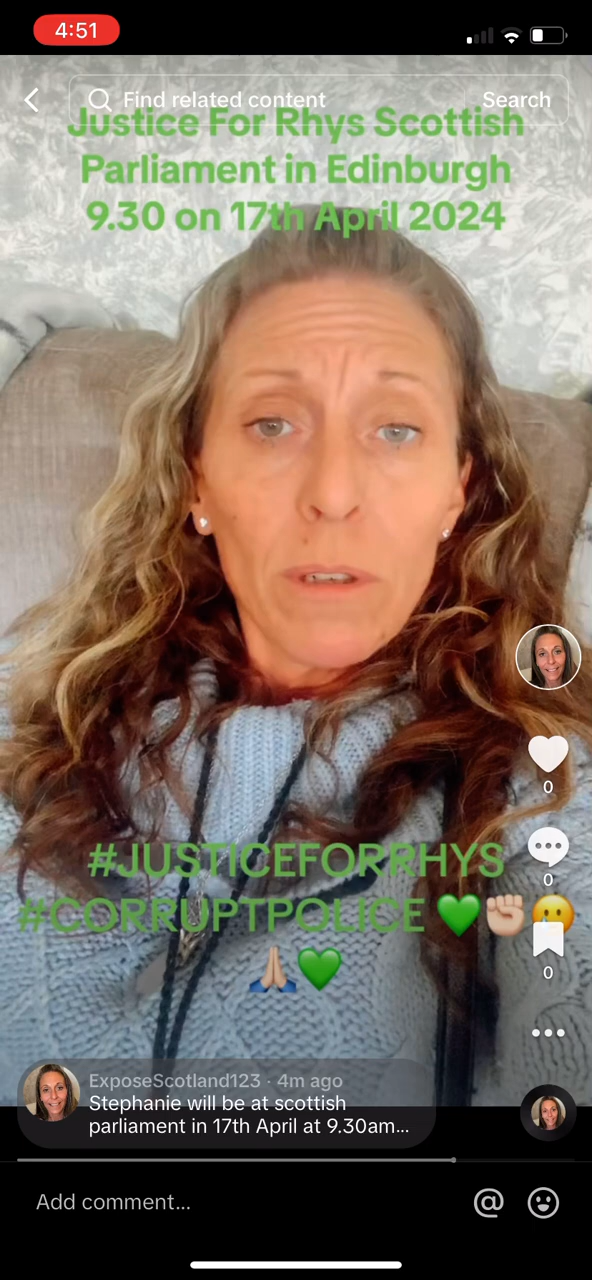 4:51
Find related content
Search
Justice For Rhys Scottish
Parliament in Edinburgh
9.30 on 17th April 2024
0
0
#JUSTICEFORRHYS
#CORRUPTPOLICE 💚✊🏼🤐
🙏🏼💚
0
ExposeScotland123 · 4m ago
Stephanie will be at scottish
parliament in 17th April at 9.30am...
Add comment...
@